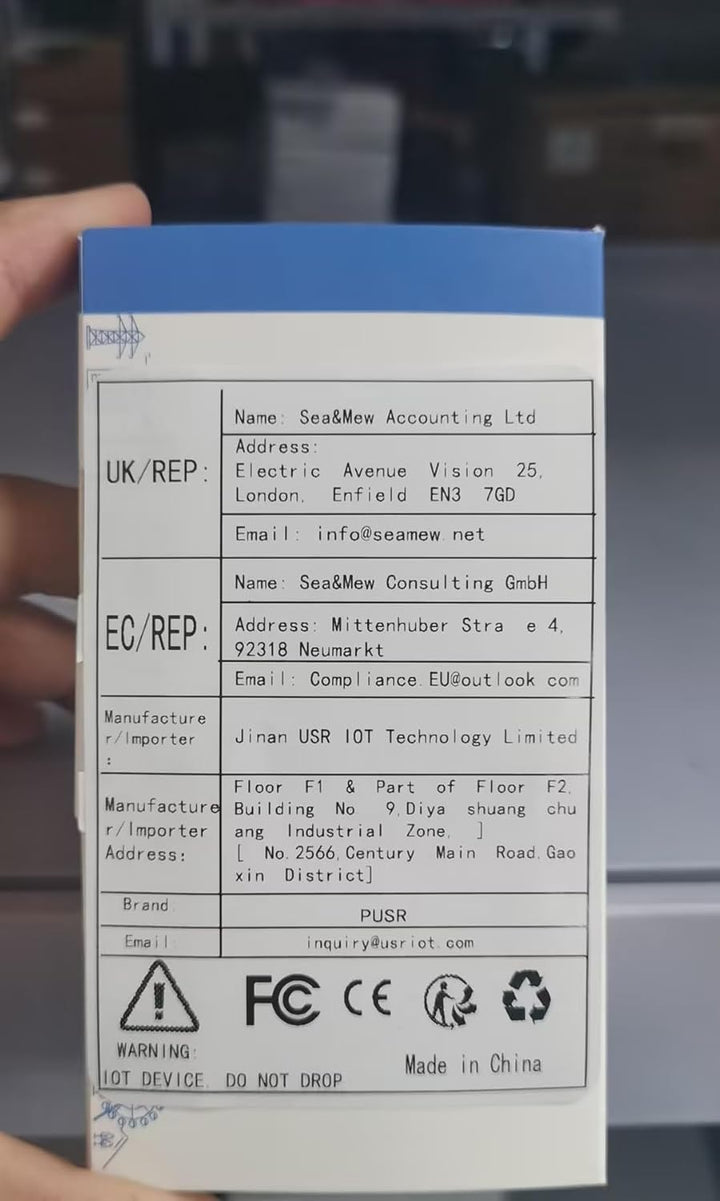 UK/REP:
Name: Sea&Mew Accounting Ltd
Address:
Electric Avenue Vision 25,
London, Enfield EN3 7GD
Email: info@seamew.net
EC/REP:
Name: Sea&Mew Consulting GmbH
Address: Mittenhuber Stra e 4,
92318 Neumarkt
Email: Compliance.EU@outlook com
Manufacture
r/Importer
:
Jinan USR IOT Technology Limited
Manufacture
r/Importer
Address:
Floor F1 & Part of Floor F2,
Building No 9,Diya shuang chu
ang Industrial Zone, ]
[ No.2566,Century Main Road.Gao
xin District]
Brand
PUSR
Email
inquiry@usriot.com
FC CE
WARNING:
IOT DEVICE. DO NOT DROP
Made in China